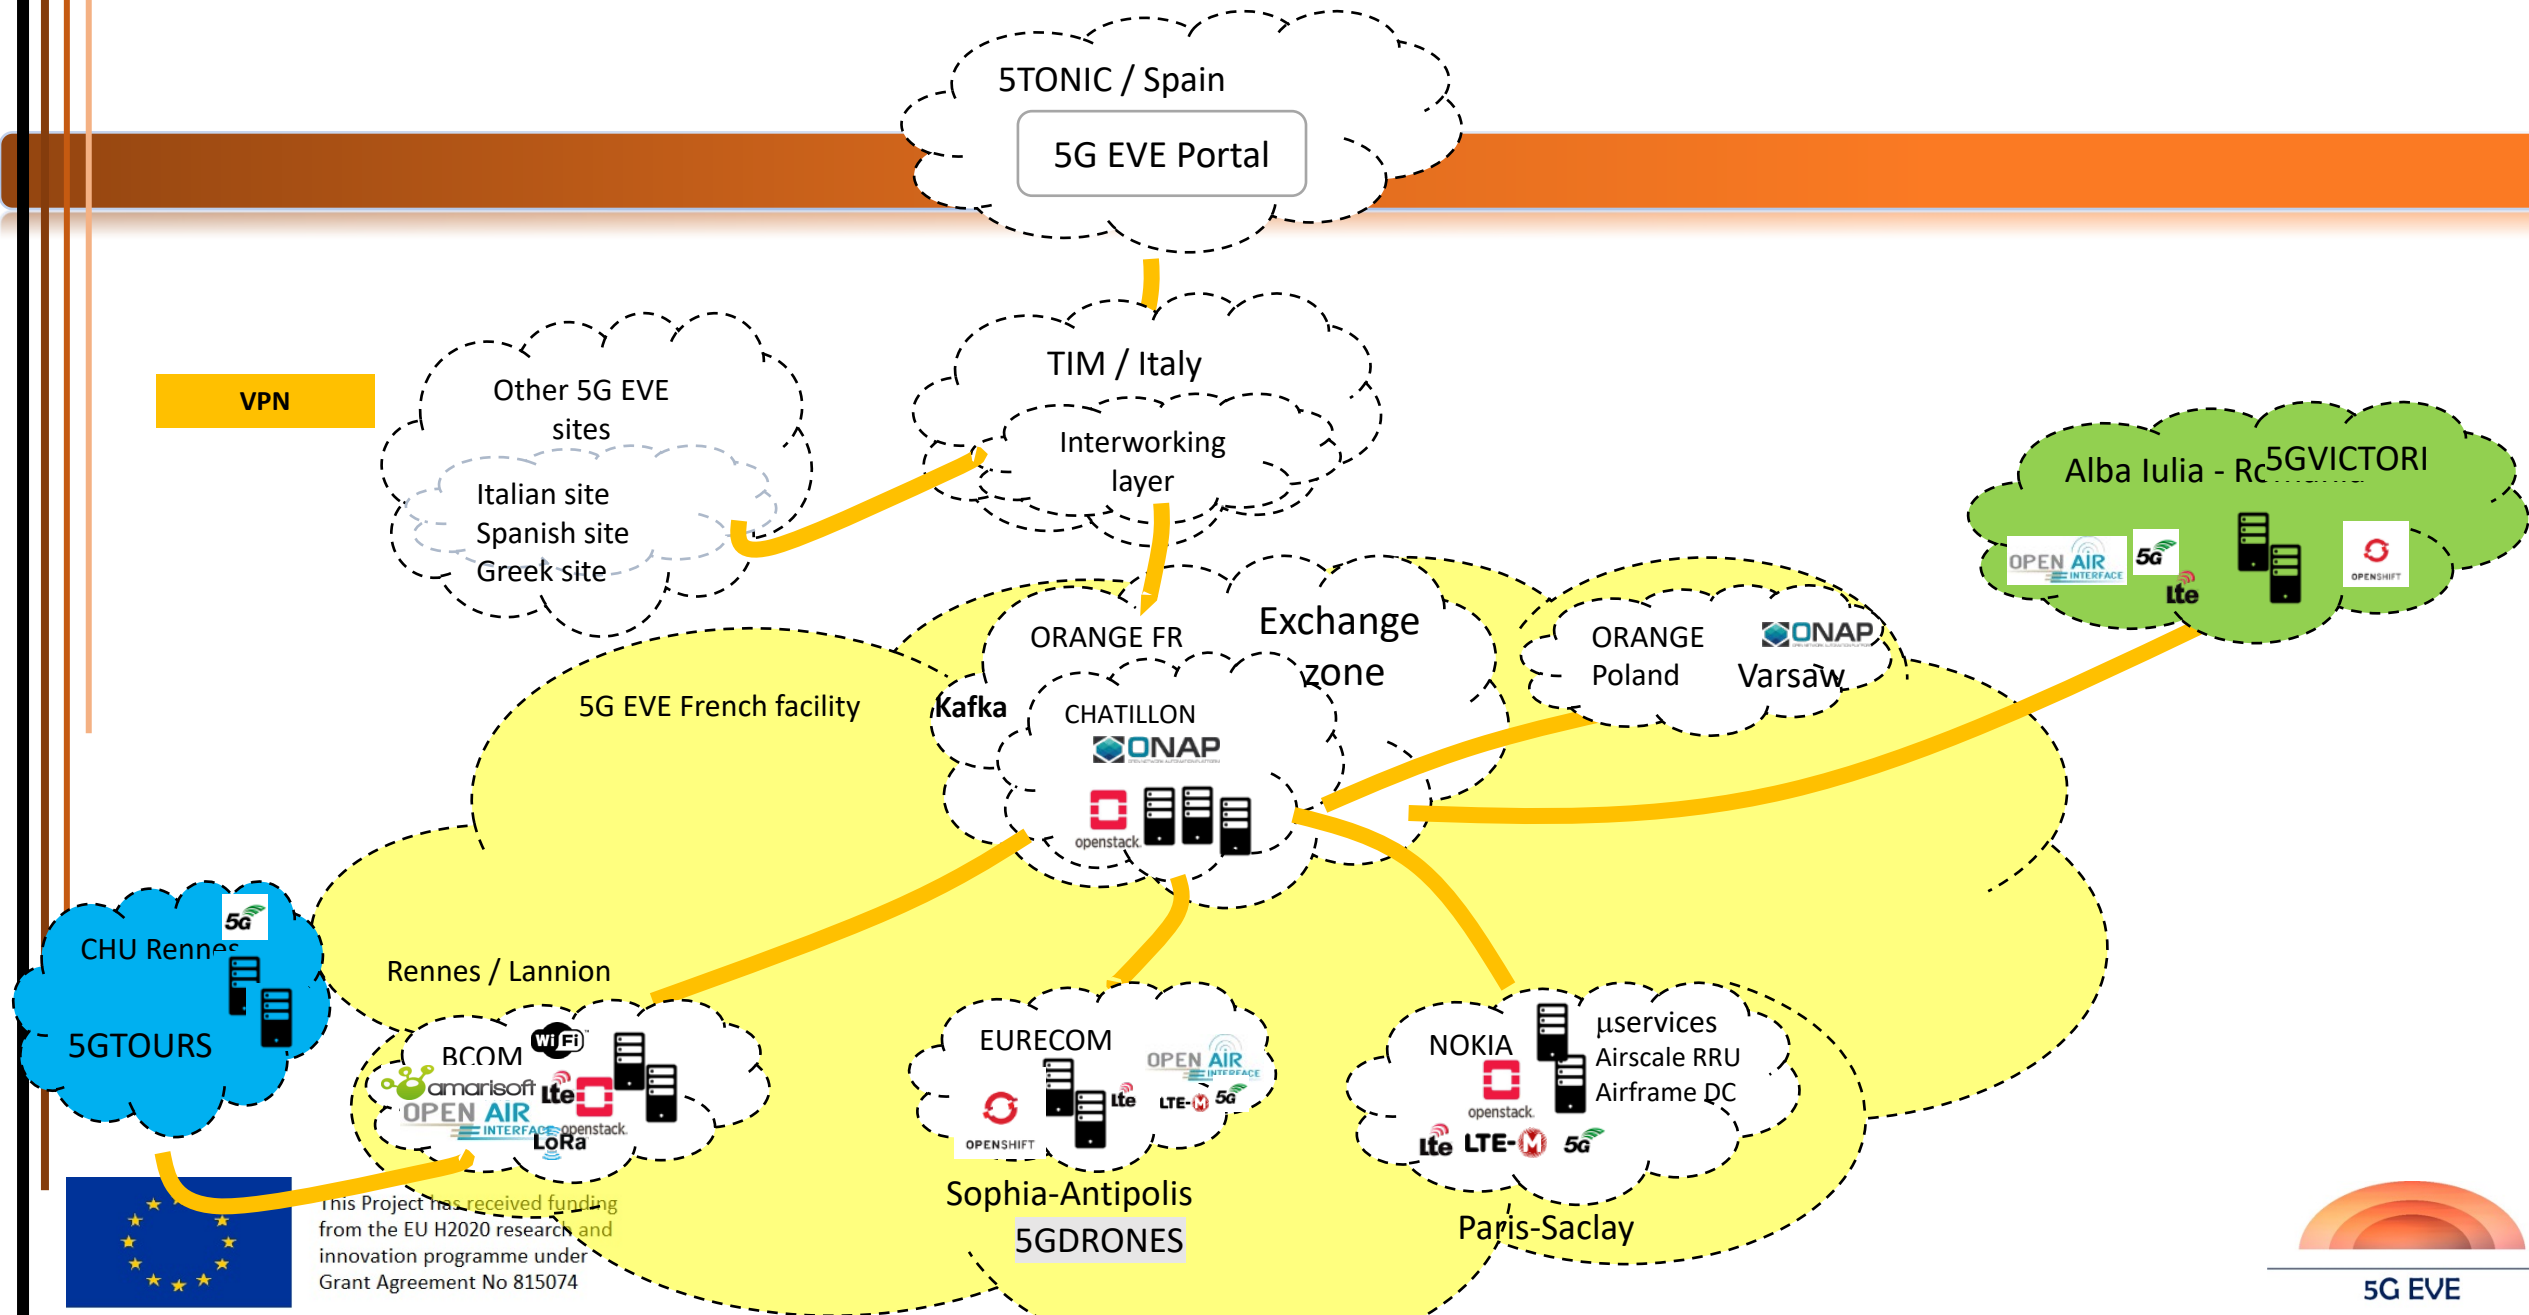 5TONIC / Spain
5G EVE Portal
TIM / Italy
Interworking
layer
VPN
Other 5G EVE
sites
Italian site
Spanish site
Greek site
Alba Iulia - Ro
5GVICTORI
OPEN AIR
INTERFACE
5G
lte
OPENSHIFT
ORANGE FR
Exchange
zone
ORANGE
Poland
ONAP
Varsaw
5G EVE French facility
Kafka
CHATILLON
ONAP
OPEN NETWORK AUTOMATION PLATFORM
openstack.
5G
CHU Rennes
5GTOURS
Rennes / Lannion
BCOM
WiFi
amarisoft
lte
OPEN AIR
INTERFACE
openstack.
LoRa
EURECOM
OPEN AIR
INTERFACE
lte
LTE-M
5G
OPENSHIFT
Sophia-Antipolis
5GDRONES
NOKIA
µservices
Airscale RRU
Airframe DC
openstack.
lte
LTE-M
5G
Paris-Saclay
This Project has received funding
from the EU H2020 research and
innovation programme under
Grant Agreement No 815074
5G EVE